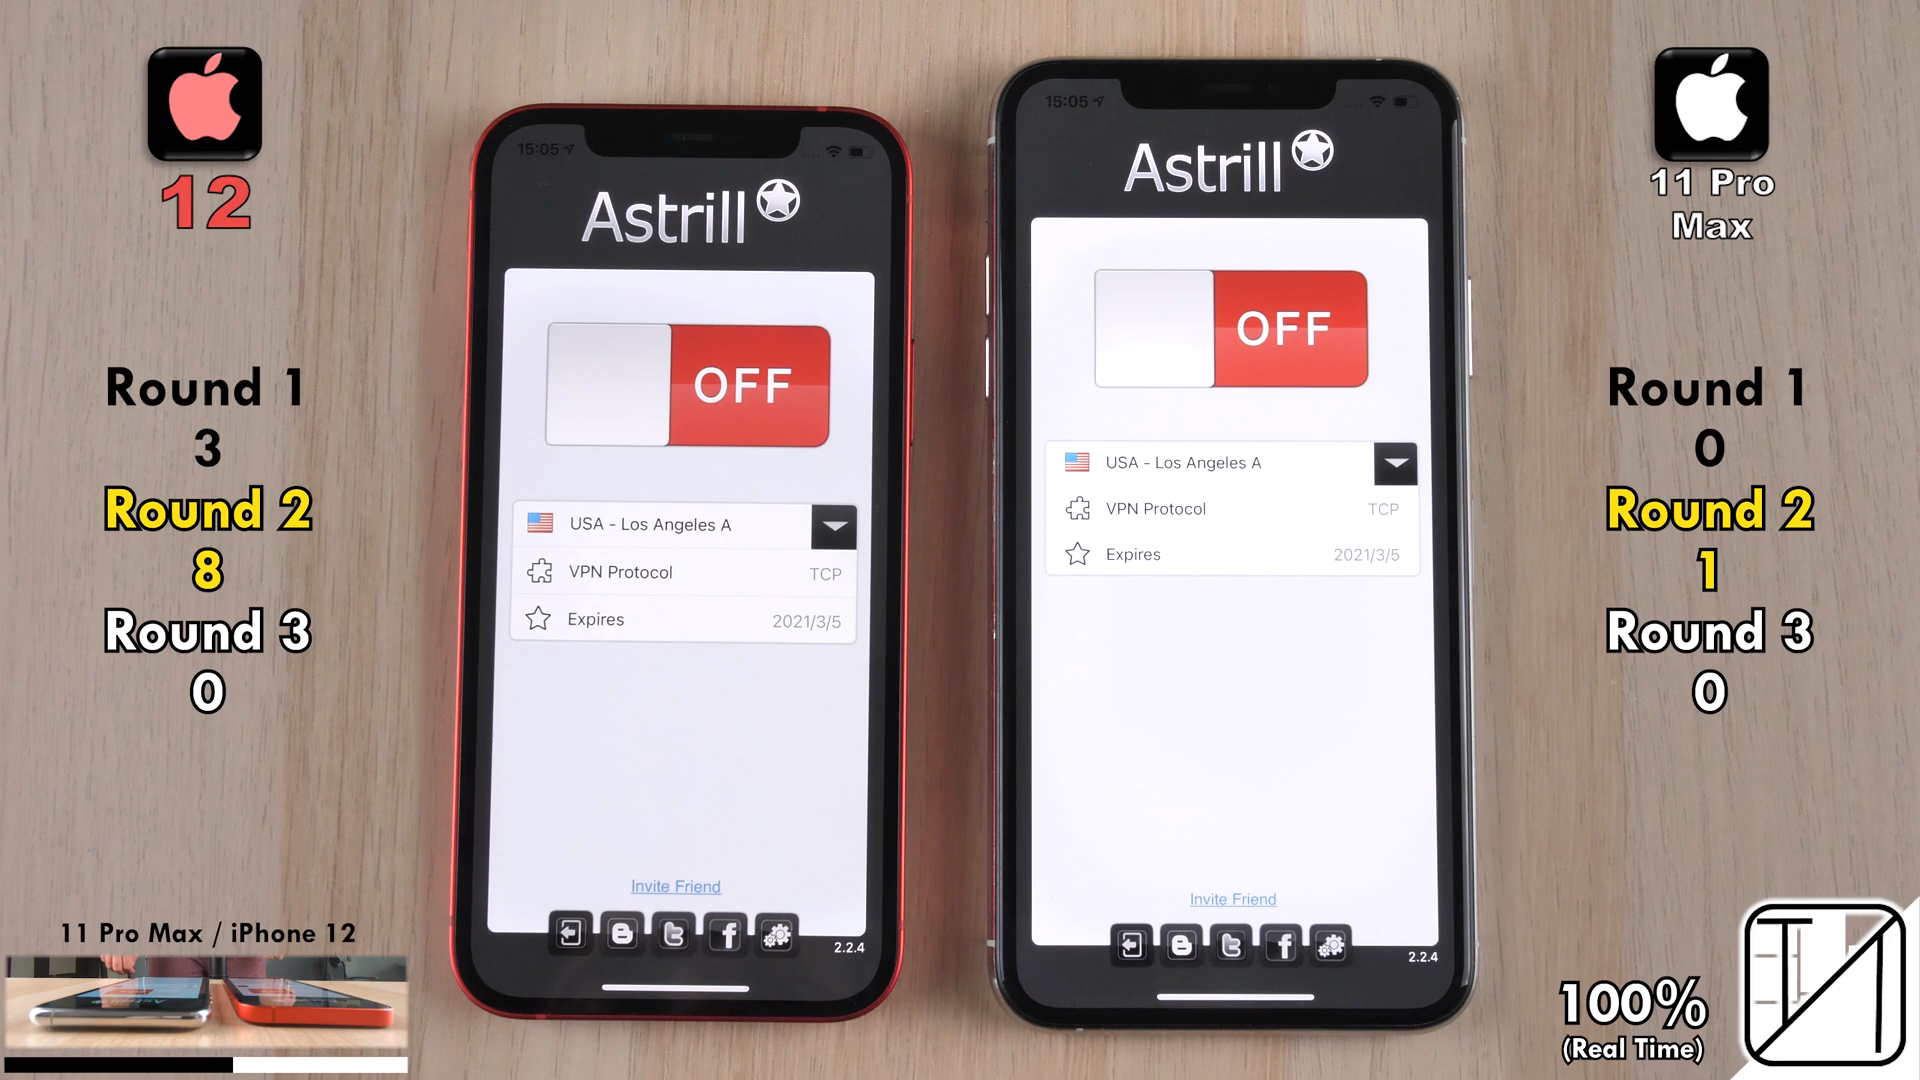 12
Round 1
3
Round 2
8
Round 3
0
11 Pro Max / iPhone 12
15:05
Astrill
OFF
USA - Los Angeles A
VPN Protocol
TCP
Expires
2021/3/5
Invite Friend
2.2.4
15:05
Astrill
OFF
USA - Los Angeles A
VPN Protocol
TCP
Expires
2021/3/5
Invite Friend
2.2.4
11 Pro
Max
Round 1
0
Round 2
1
Round 3
0
100%
(Real Time)